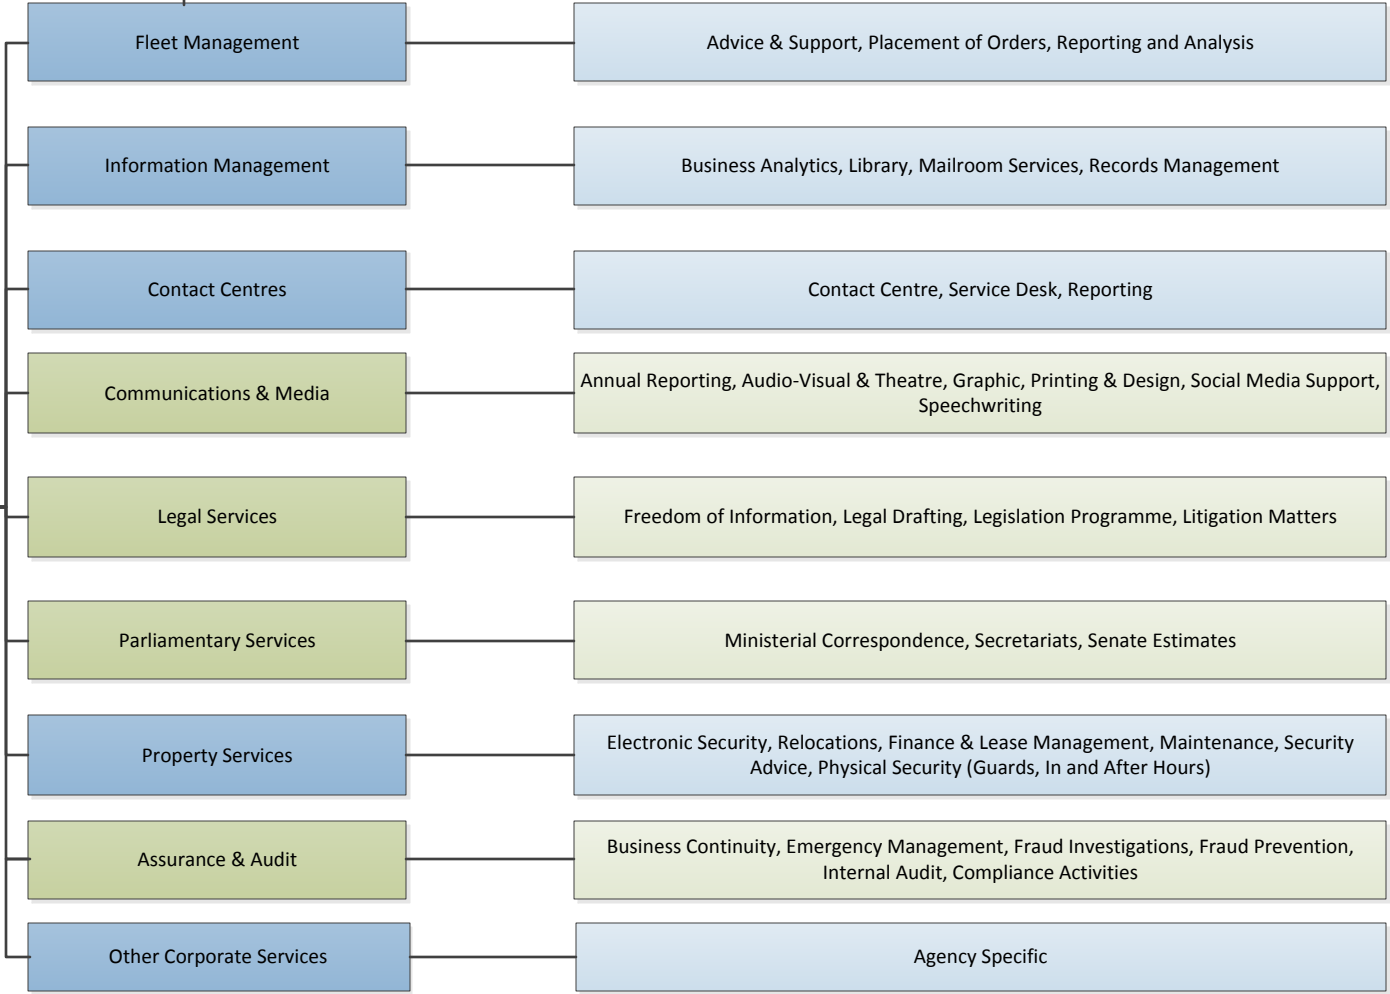 Fleet Management
Advice & Support, Placement of Orders, Reporting and Analysis
Information Management
Business Analytics, Library, Mailroom Services, Records Management
Contact Centres
Contact Centre, Service Desk, Reporting
Communications & Media
Annual Reporting, Audio-Visual & Theatre, Graphic, Printing & Design, Social Media Support,
Speechwriting
Legal Services
Freedom of Information, Legal Drafting, Legislation Programme, Litigation Matters
Parliamentary Services
Ministerial Correspondence, Secretariats, Senate Estimates
Property Services
Electronic Security, Relocations, Finance & Lease Management, Maintenance, Security
Advice, Physical Security (Guards, In and After Hours)
Assurance & Audit
Business Continuity, Emergency Management, Fraud Investigations, Fraud Prevention,
Internal Audit, Compliance Activities
Other Corporate Services
Agency Specific